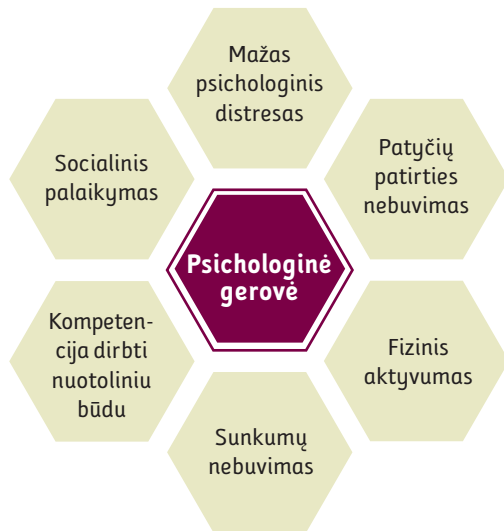 Mažas
psichologinis
distresas
Socialinis
palaikymas
Patyčių
patirties
nebuvimas
Psichologinė
gerovė
Kompeten-
cija dirbti
nuotoliniu
būdu
Fizinis
aktyvumas
Sunkumų
nebuvimas